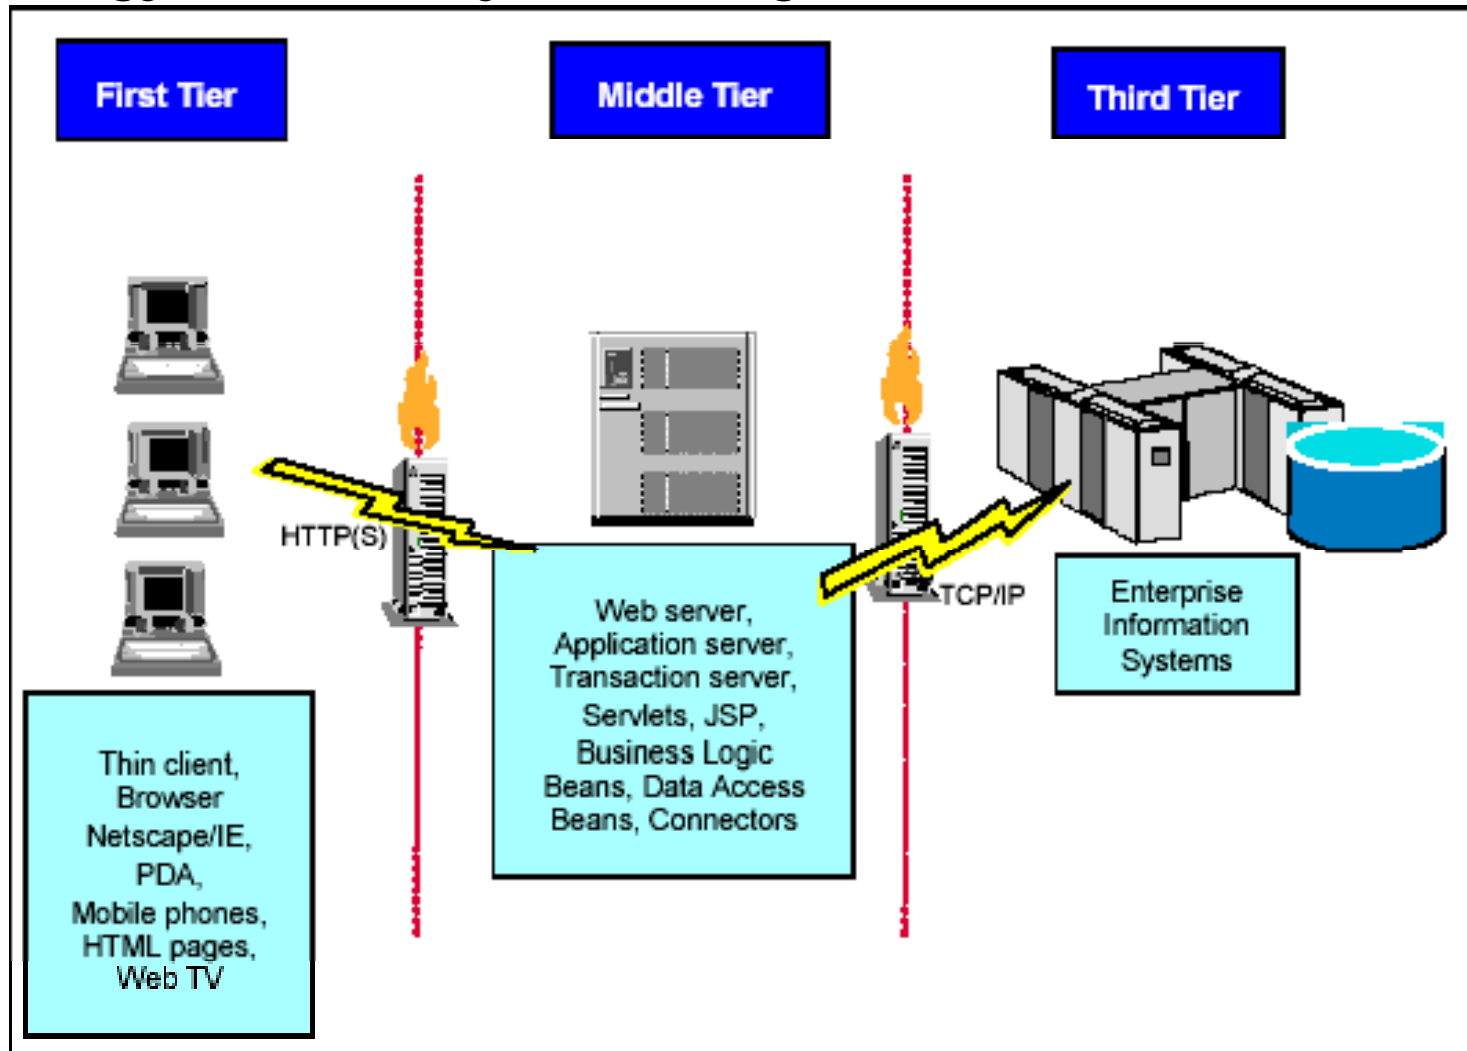 First Tier
Middle Tier
Third Tier
HTTP(S)
TCP/IP
Thin client,
Browser
Netscape/IE,
PDA,
Mobile phones,
HTML pages,
Web TV
Web server,
Application server,
Transaction server,
Servlets, JSP,
Business Logic
Beans, Data Access
Beans, Connectors
Enterprise
Information
Systems